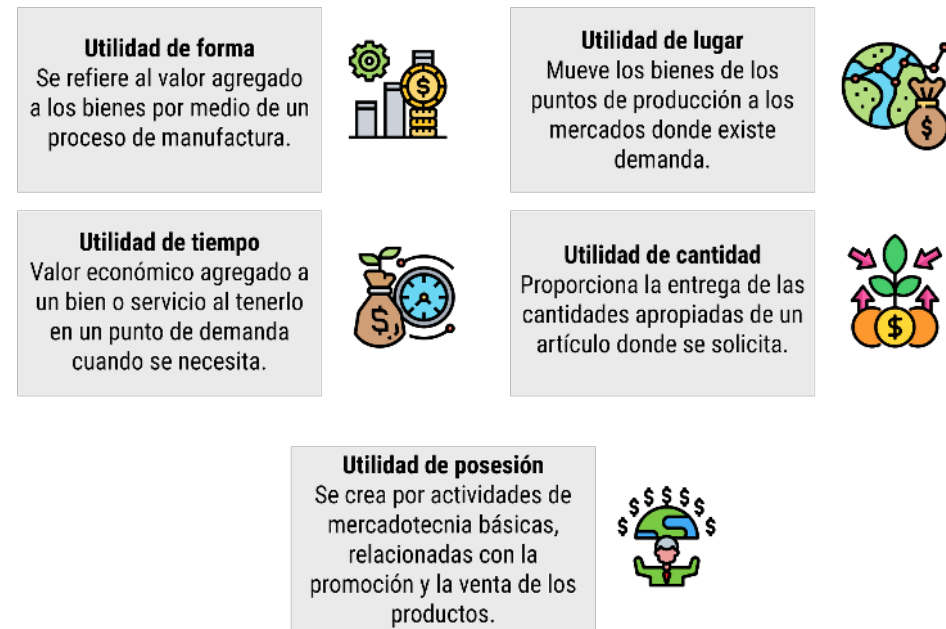 Utilidad de forma
Se refiere al valor agregado
a los bienes por medio de un
proceso de manufactura.
Utilidad de lugar
Mueve los bienes de los
puntos de producción a los
mercados donde existe
demanda.
Utilidad de tiempo
Valor económico agregado a
un bien o servicio al tenerlo
en un punto de demanda
cuando se necesita.
Utilidad de cantidad
Proporciona la entrega de las
cantidades apropiadas de un
artículo donde se solicita.
Utilidad de posesión
Se crea por actividades de
mercadotecnia básicas,
relacionadas con la
promoción y la venta de los
productos.